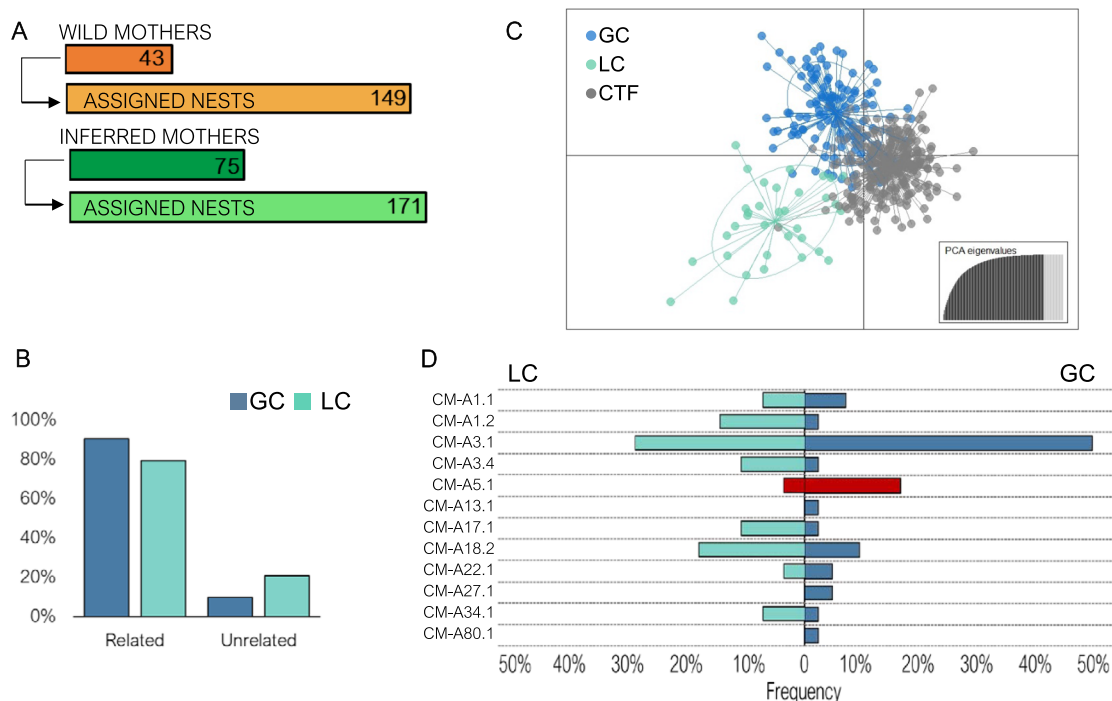 A
WILD MOTHERS
43
ASSIGNED NESTS 149
INFERRED MOTHERS
75
ASSIGNED NESTS 171
C
GC
LC
CTF
PCA eigenvalues
B
GC LC
100%
80%
60%
40%
20%
0%
Related Unrelated
D
LC GC
CM-A1.1
CM-A1.2
CM-A3.1
CM-A3.4
CM-A5.1
CM-A13.1
CM-A17.1
CM-A18.2
CM-A22.1
CM-A27.1
CM-A34.1
CM-A80.1
50% 40% 30% 20% 10% 0 10% 20% 30% 40% 50%
Frequency